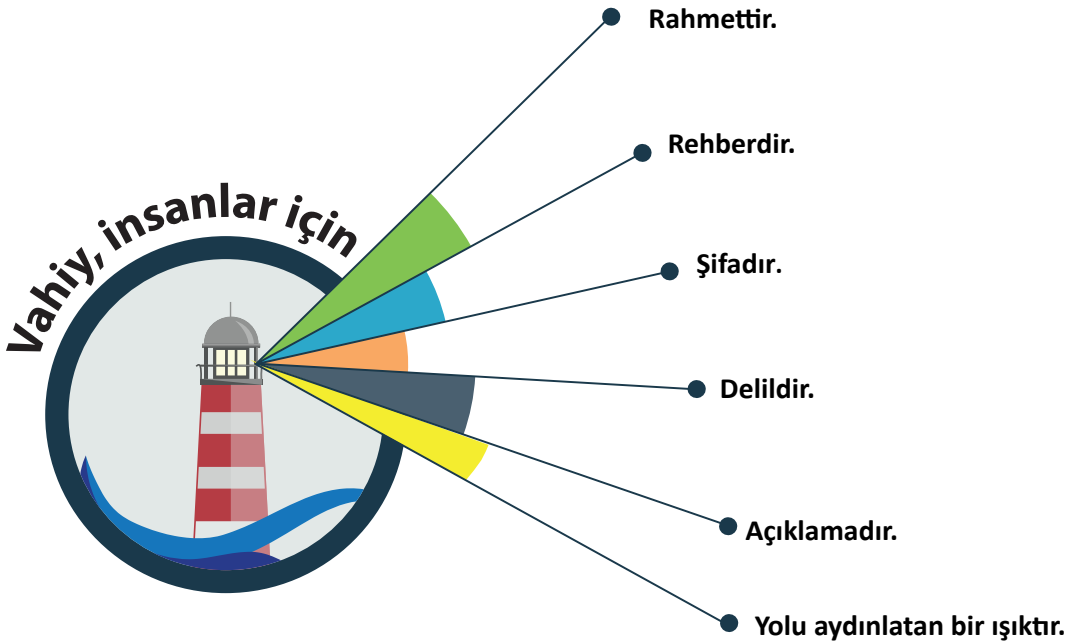 Vahiy, insanlar için
Rahmettir.
Rehberdir.
Şifadır.
Delildir.
Açıklamadır.
Yolu aydınlatan bir ışıktır.